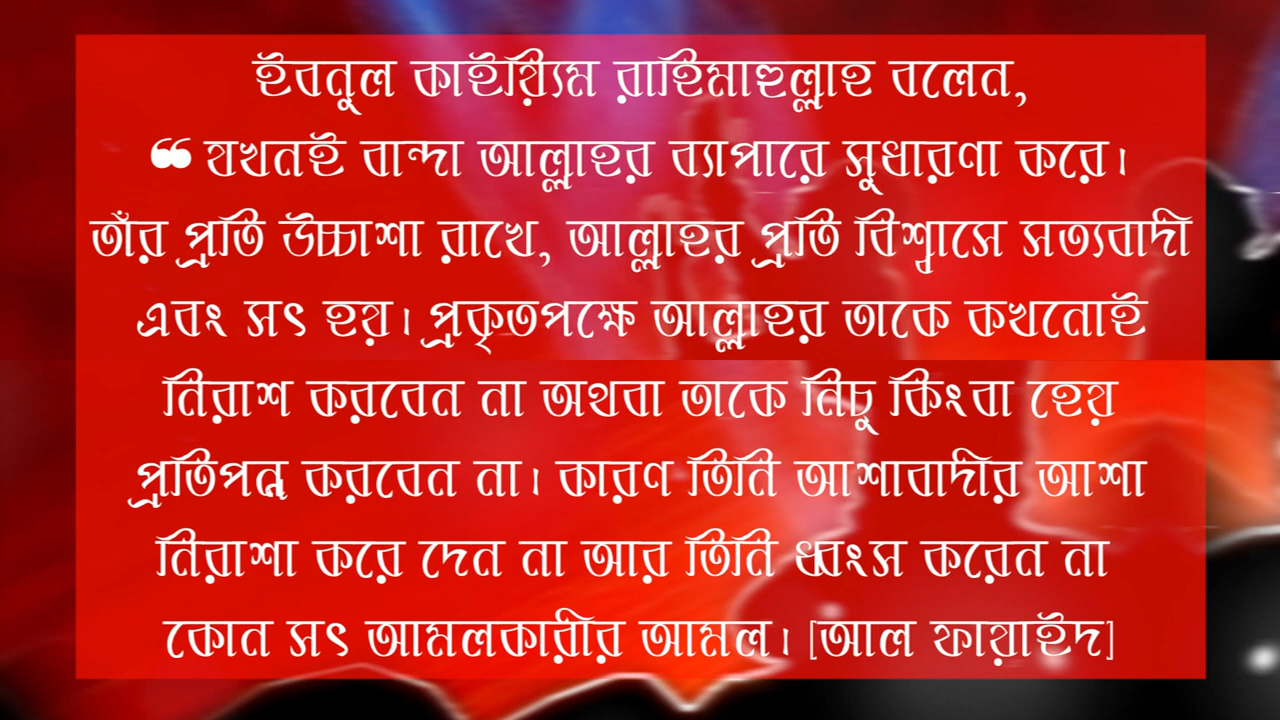 ইবনুল কাইয়্যিম রাহিমাহুল্লাহ বলেন,
❝ যখনই বান্দা আল্লাহর ব্যাপারে সুধারণা করে।
তাঁর প্রতি উচ্চাশা রাখে, আল্লাহর প্রতি বিশ্বাসে সত্যবাদী
এবং সৎ হয়। প্রকৃতপক্ষে আল্লাহর তাকে কখনোই
নিরাশ করবেন না অথবা তাকে নিচু কিংবা হেয়
প্রতিপন্ন করবেন না। কারণ তিনি আশাবাদীর আশা
নিরাশা করে দেন না আর তিনি ধ্বংস করেন না
কোন সৎ আমলকারীর আমল। [আল ফায়াইদ]